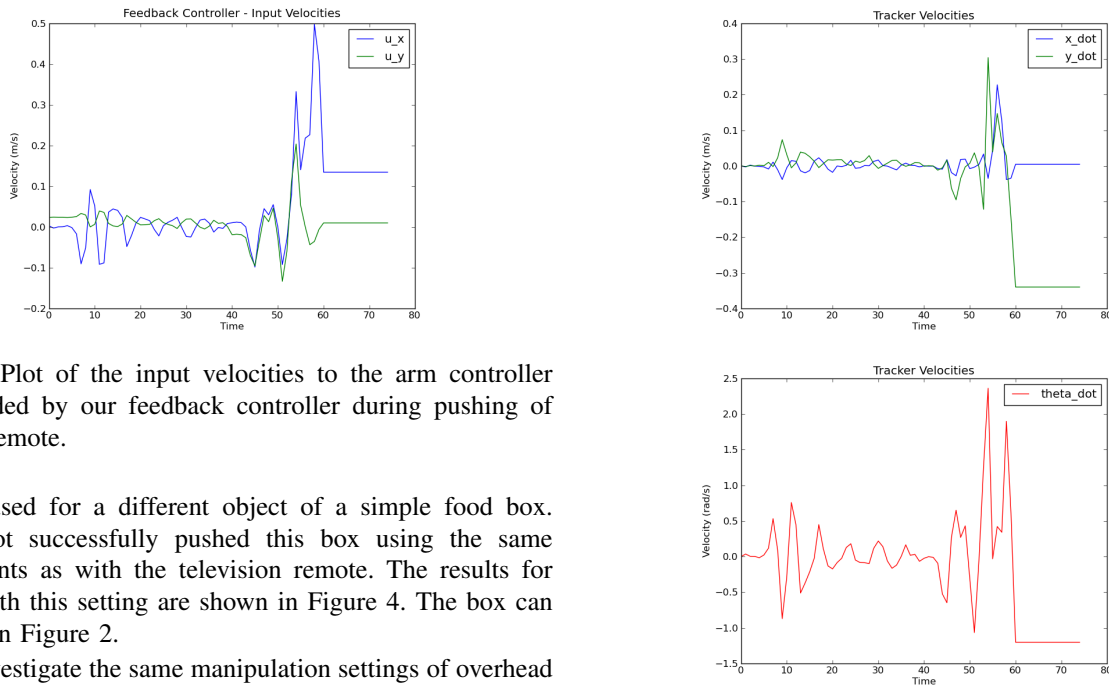 Feedback Controller - Input Velocities
0.5
u_x
u_y
0.4
0.3
0.2
0.1
0.0
−0.1
−0.2
Velocity (m/s)
0 10 20 30 40 50 60 70 80
Time
Plot of the input velocities to the arm controller
ded by our feedback controller during pushing of
emote.
used for a different object of a simple food box.
ot successfully pushed this box using the same
nts as with the television remote. The results for
th this setting are shown in Figure 4. The box can
n Figure 2.
vestigate the same manipulation settings of overhead
Tracker Velocities
0.4
x_dot
y_dot
0.3
0.2
0.1
0.0
−0.1
−0.2
−0.3
−0.4
Velocity (m/s)
0 10 20 30 40 50 60 70 80
Time
Tracker Velocities
2.5
theta_dot
2.0
1.5
1.0
0.5
0.0
−0.5
−1.0
−1.5
Velocity (rad/s)
0 10 20 30 40 50 60 70 80
Time